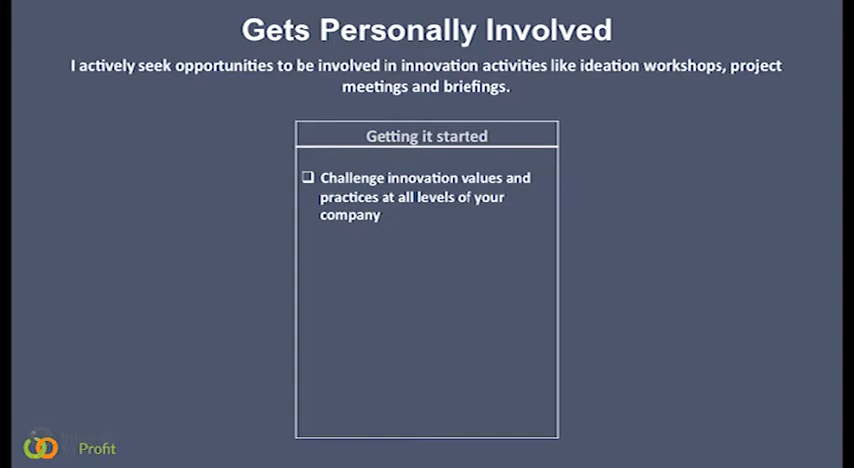 Gets Personally Involved
I actively seek opportunities to be involved in innovation activities like ideation workshops, project
meetings and briefings.
Getting it started
❑ Challenge innovation values and
practices at all levels of your
company
Profit